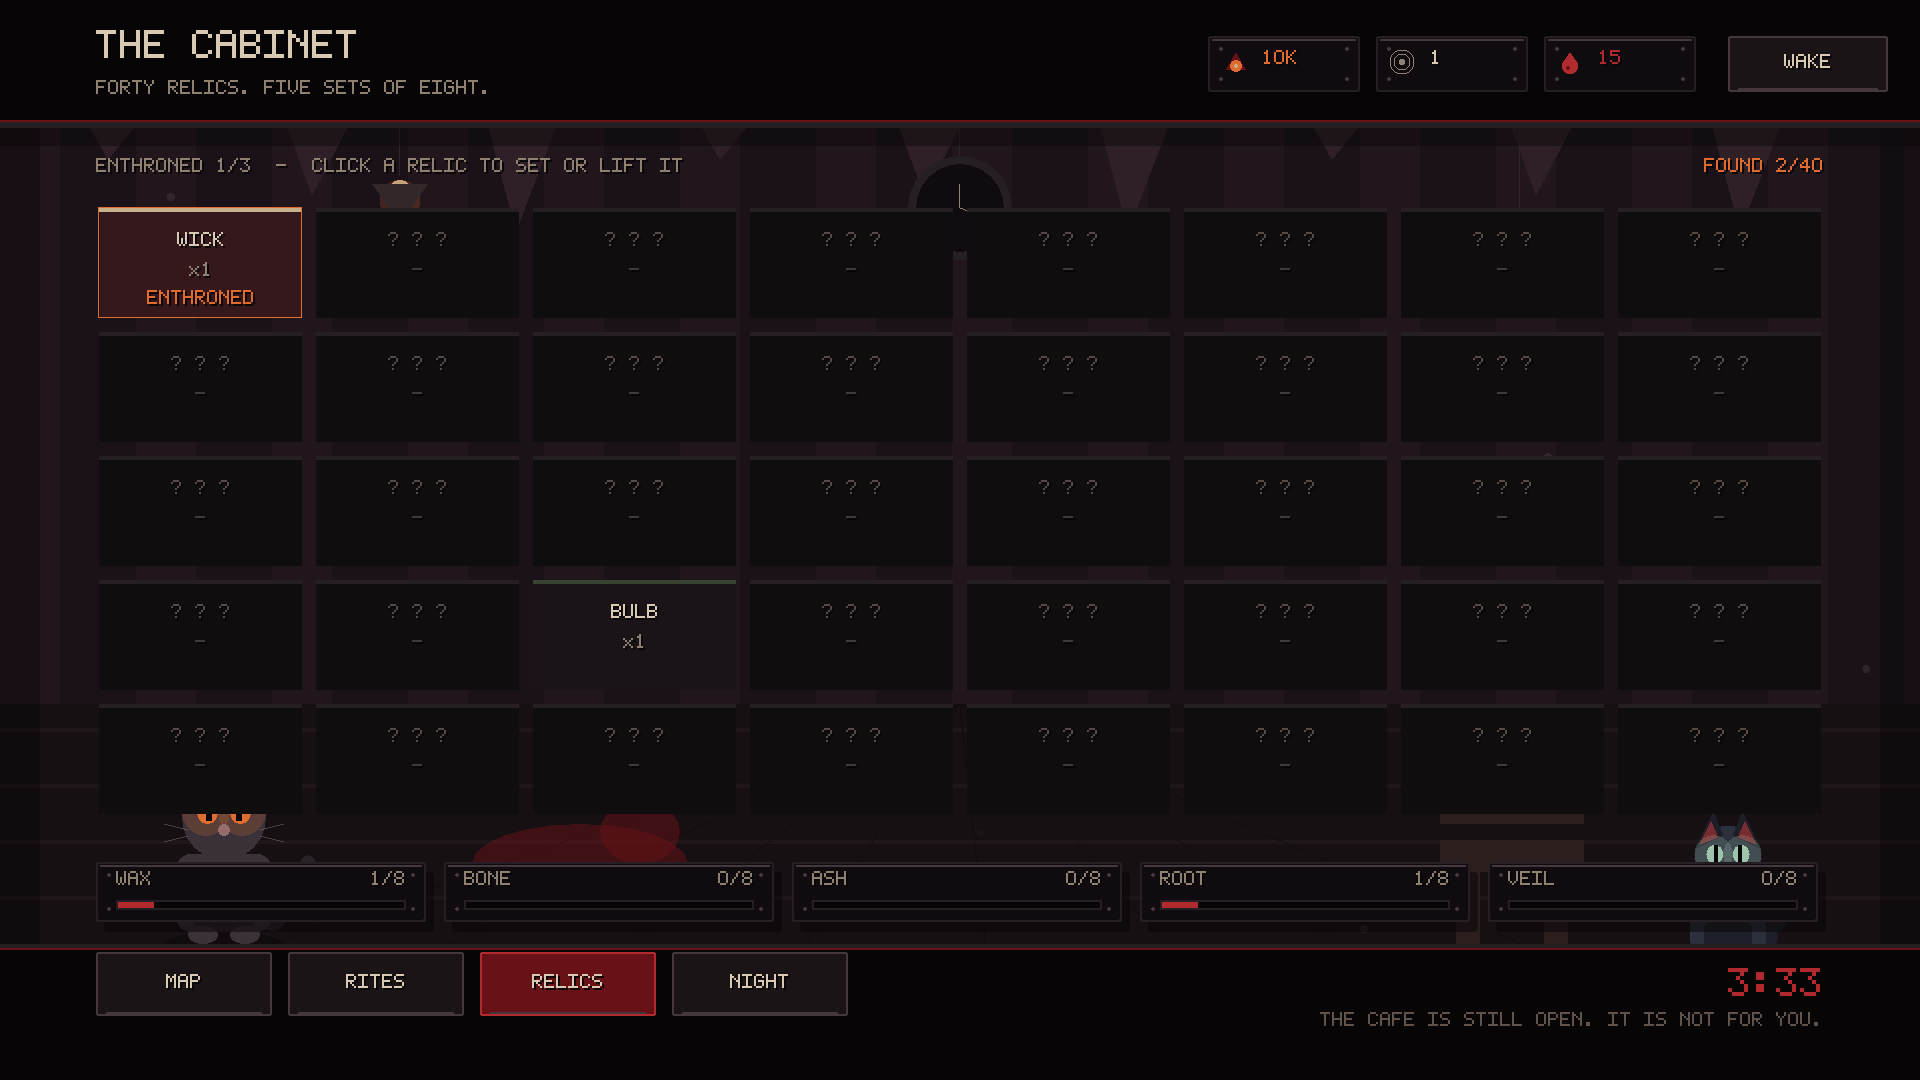 THE CABINET
FORTY RELICS. FIVE SETS OF EIGHT.
10K
1
15
WAKE
ENTHRONED 1/3 – CLICK A RELIC TO SET OR LIFT IT
FOUND 2/40
WICK ? ? ? ? ? ? ? ? ? ? ? ? ? ? ? ? ? ? ? ? ?
x1 – – – – – – –
ENTHRONED
? ? ? ? ? ? ? ? ? ? ? ? ? ? ? ? ? ? ? ? ? ? ? ?
– – – – – – – –
? ? ? ? ? ? ? ? ? ? ? ? ? ? ? ? ? ? ? ? ? ? ? ?
– – – – – – – –
? ? ? ? ? ? BULB ? ? ? ? ? ? ? ? ? ? ? ? ? ? ?
– – x1 – – – – –
? ? ? ? ? ? ? ? ? ? ? ? ? ? ? ? ? ? ? ? ? ? ? ?
– – – – – – – –
WAX 1/8
BONE 0/8
ASH 0/8
ROOT 1/8
VEIL 0/8
MAP
RITES
RELICS
NIGHT
3:33
THE CAFE IS STILL OPEN. IT IS NOT FOR YOU.